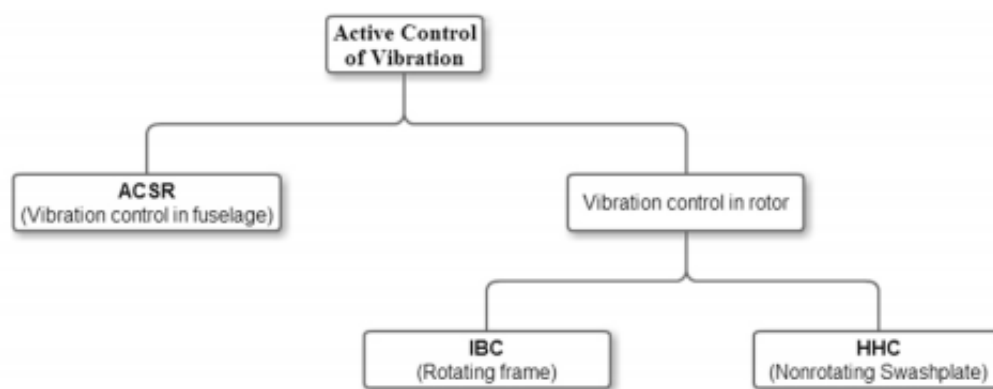 Active Control
of Vibration
ACSR
(Vibration control in fuselage)
Vibration control in rotor
IBC
(Rotating frame)
HHC
(Nonrotating Swashplate)